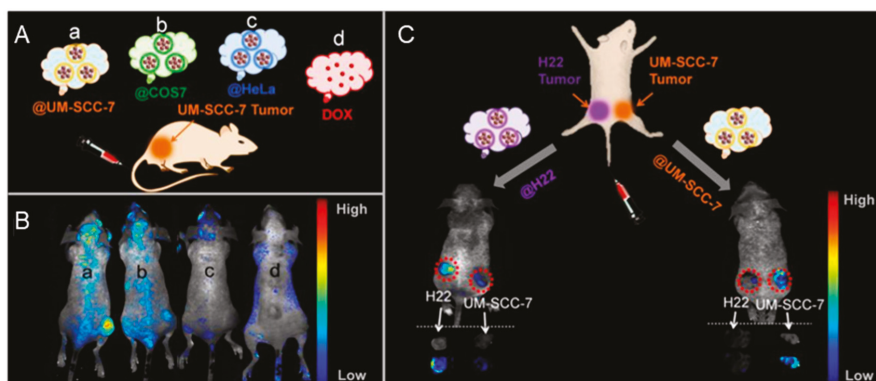 A
a
b
c
d
@UM-SCC-7
@COS7
@HeLa
DOX
UM-SCC-7 Tumor
B
a
b
c
d
High
Low
C
H22
Tumor
UM-SCC-7
Tumor
@H22
@UM-SCC-7
H22
UM-SCC-7
H22
UM-SCC-7
High
Low